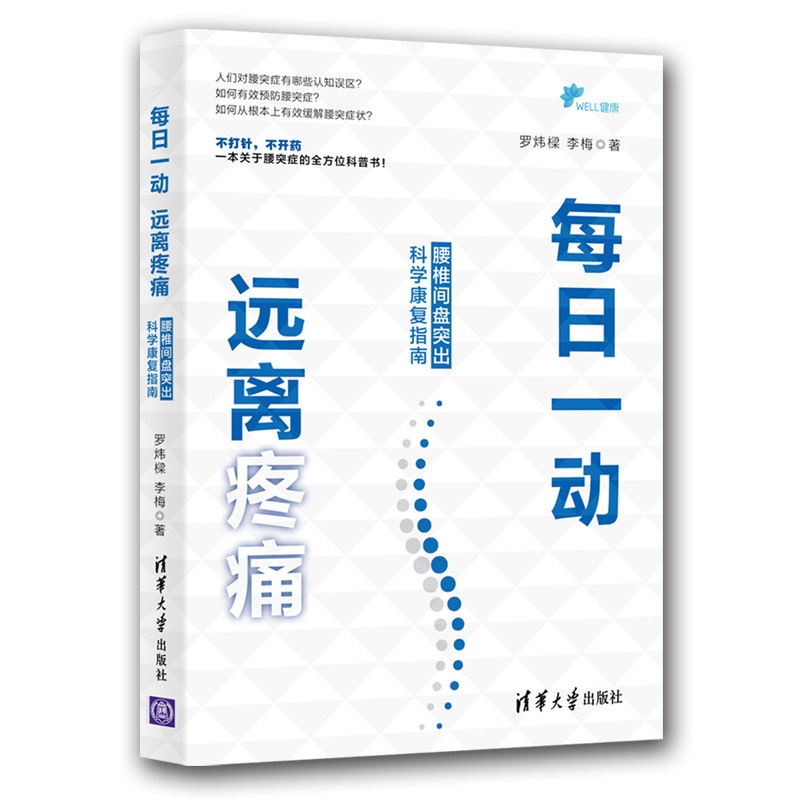 人们对腰突症有哪些认知误区？
如何有效预防腰突症？
如何从根本上有效缓解腰突症状？
不打针，不开药
一本关于腰突症的全方位科普书！
WELL健康
罗炜樑 李梅 著
每日一动
腰椎间盘突出
科学康复指南
远离疼痛
清华大学出版社
每日一动 远离疼痛
腰椎间盘突出
科学康复指南
罗炜樑 李梅 著
清华大学出版社